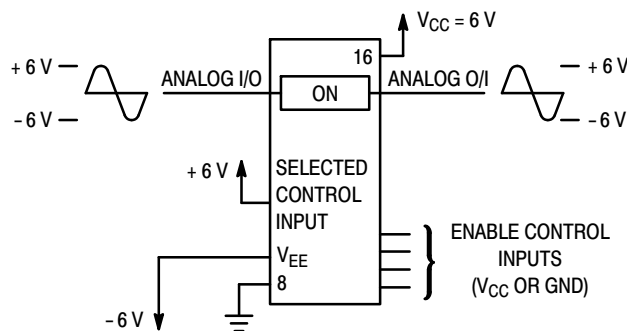 V_CC = 6 V
16
+ 6 V
ANALOG I/O
ON
ANALOG O/I
+ 6 V
– 6 V
– 6 V
+ 6 V
SELECTED
CONTROL
INPUT
ENABLE CONTROL
INPUTS
(V_CC OR GND)
V_EE
8
– 6 V